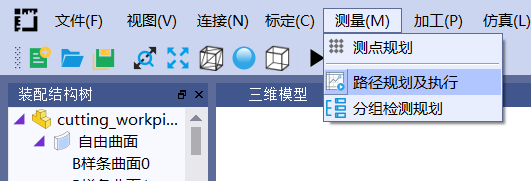 文件(F) 视图(V) 连接(N) 标定(C) 测量(M) 加工(P) 仿真(L)
测点规划
路径规划及执行
分组检测规划
装配结构树
三维模型
cutting_workpi...
自由曲面
B样条曲面0